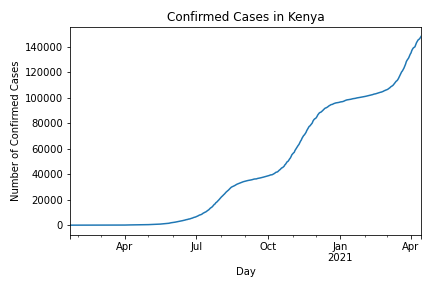 Confirmed Cases in Kenya
Number of Confirmed Cases
140000
120000
100000
80000
60000
40000
20000
0
Apr
Jul
Oct
Jan
2021
Apr
Day